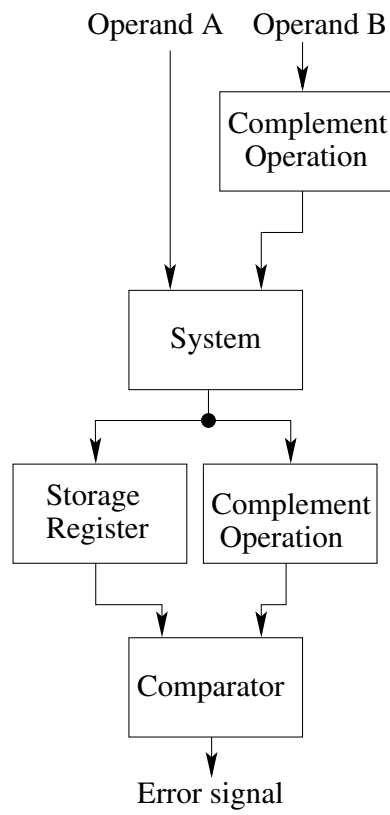 Operand A
Operand B
Complement
Operation
System
Storage
Register
Complement
Operation
Comparator
Error signal